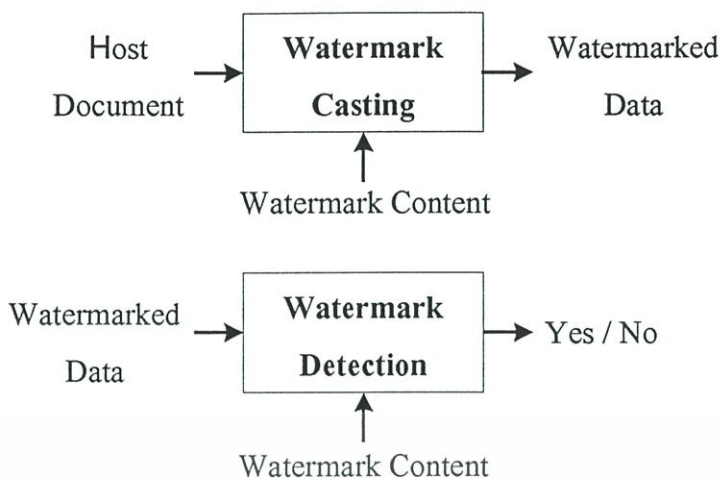 Host
Document
Watermark
Casting
Watermarked
Data
Watermark Content
Watermarked
Data
Watermark
Detection
Yes / No
Watermark Content